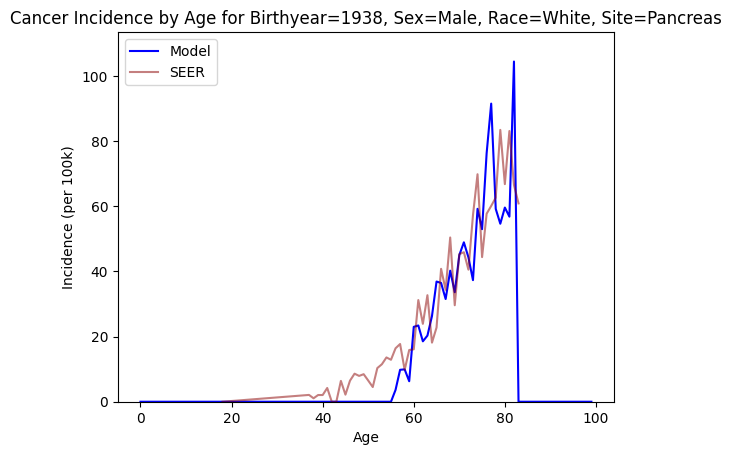 Cancer Incidence by Age for Birthyear=1938, Sex=Male, Race=White, Site=Pancreas
Model
SEER
Incidence (per 100k)
100
80
60
40
20
0
0 20 40 60 80 100
Age